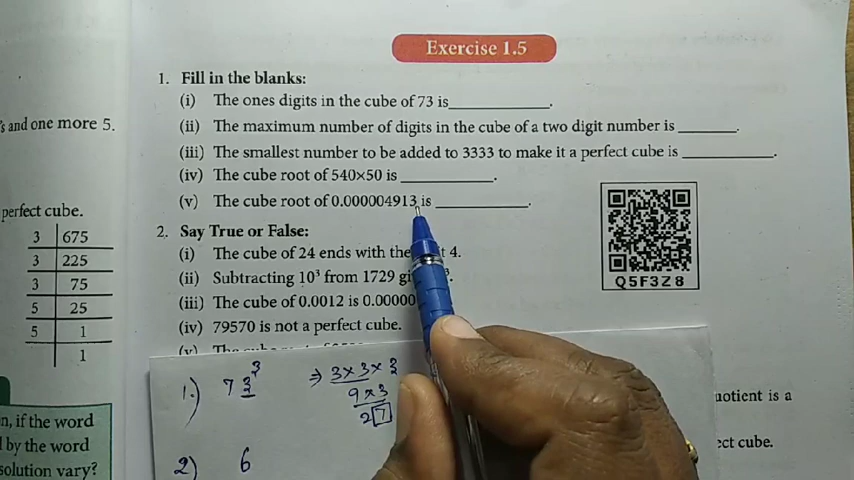 Exercise 1.5
1. Fill in the blanks:
(i) The ones digits in the cube of 73 is____________.
(ii) The maximum number of digits in the cube of a two digit number is _______.
's and one more 5.
(iii) The smallest number to be added to 3333 to make it a perfect cube is ___________.
(iv) The cube root of 540×50 is ___________.
(v) The cube root of 0.000004913 is ___________.
perfect cube.
3 675
3 225
3 75
5 25
5 1
1
2. Say True or False:
(i) The cube of 24 ends with the t 4.
(ii) Subtracting 10³ from 1729 gi ³.
(iii) The cube of 0.0012 is 0.00000
(iv) 79570 is not a perfect cube.
(v)
Q5F3Z8
1.) 73³ ⇒ 3×3×3
9×3
27
2) 6
n, if the word
l by the word
solution vary?
uotient is a
ect cube.